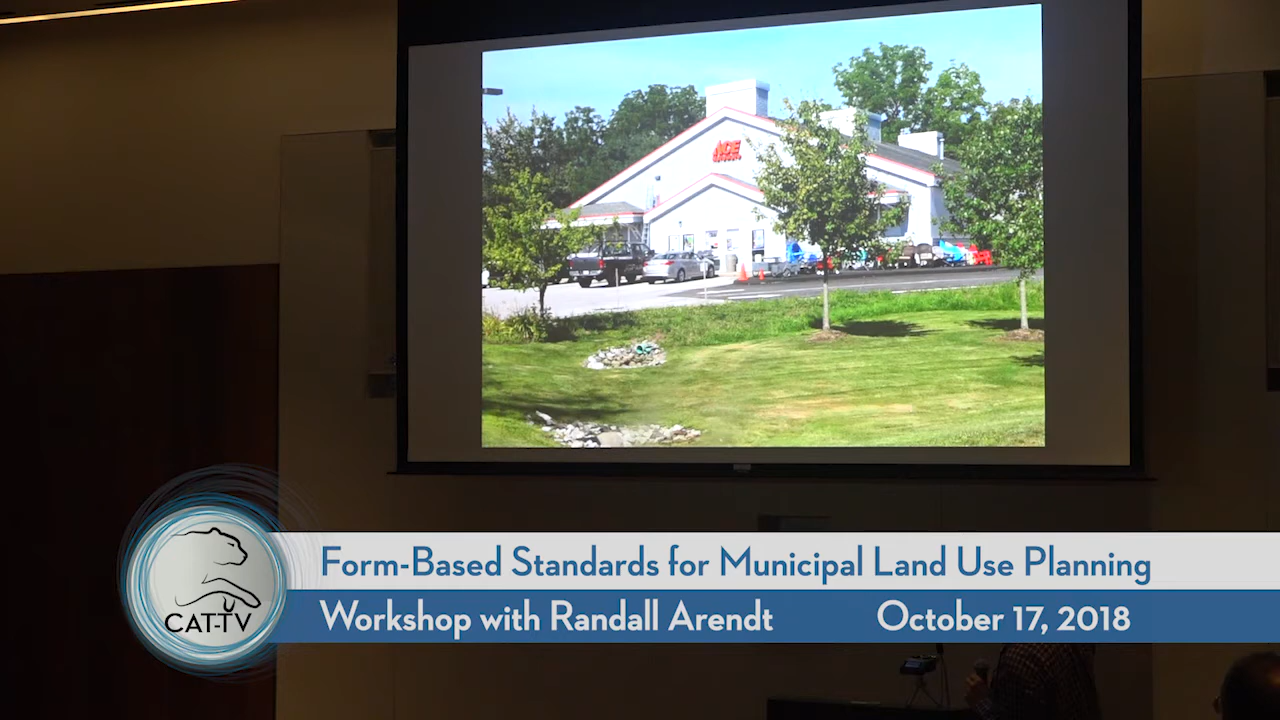 ACE
Form-Based Standards for Municipal Land Use Planning
Workshop with Randall Arendt October 17, 2018
CAT-TV